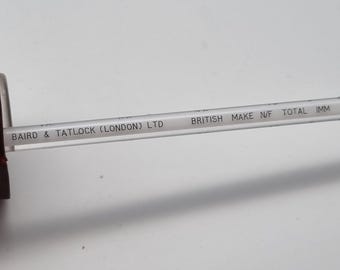 BAIRD & TATLOCK (LONDON) LTD BRITISH MAKE N/F TOTAL IMM